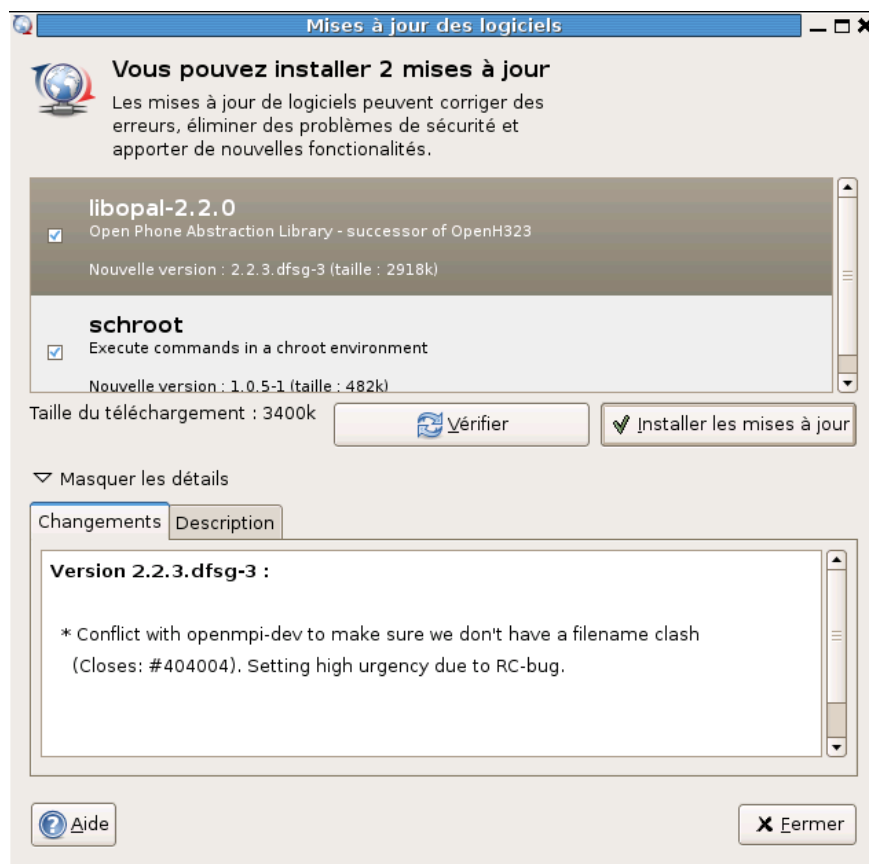 Mises à jour des logiciels
Vous pouvez installer 2 mises à jour
Les mises à jour de logiciels peuvent corriger des
erreurs, éliminer des problèmes de sécurité et
apporter de nouvelles fonctionalités.
libopal-2.2.0
Open Phone Abstraction Library - successor of OpenH323
Nouvelle version : 2.2.3.dfsg-3 (taille : 2918k)
schroot
Execute commands in a chroot environment
Nouvelle version : 1.0.5-1 (taille : 482k)
Taille du téléchargement : 3400k
Vérifier
Installer les mises à jour
Masquer les détails
Changements
Description
Version 2.2.3.dfsg-3 :
* Conflict with openmpi-dev to make sure we don't have a filename clash
(Closes: #404004). Setting high urgency due to RC-bug.
Aide
Fermer